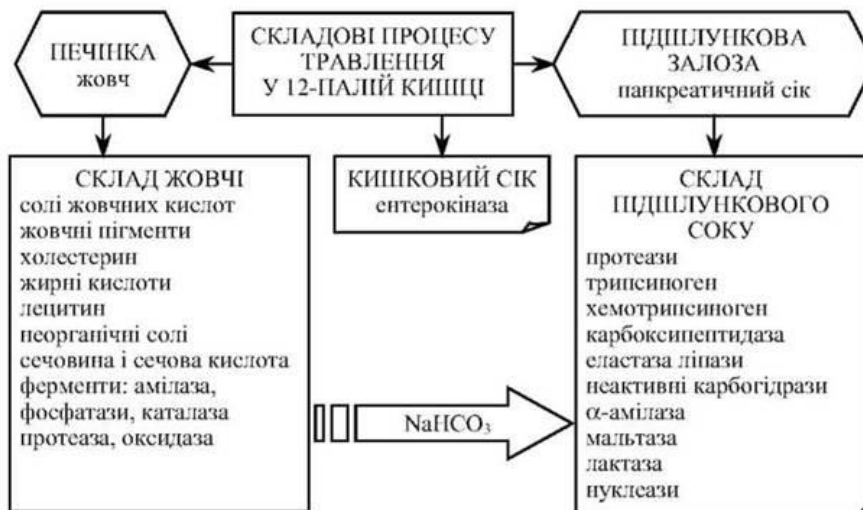 ПЕЧІНКА
жовч
СКЛАДОВІ ПРОЦЕСУ
ТРАВЛЕННЯ
У 12-ПАЛІЙ КИШЦІ
ПІДШЛУНКОВА
ЗАЛОЗА
панкреатичний сік
СКЛАД ЖОВЧІ
солі жовчних кислот
жовчні пігменти
холестерин
жирні кислоти
лецитин
неорганічні солі
сечовина і сечова кислота
ферменти: амілаза,
фосфатази, каталаза
протеаза, оксидаза
КИШКОВИЙ СІК
ентерокіназа
NaHCO₃
СКЛАД
ПІДШЛУНКОВОГО
СОКУ
протеази
трипсиноген
хемотрипсиноген
карбоксипептидаза
еластаза ліпази
неактивні карбогідрази
α-амілаза
мальтаза
лактаза
нуклеази